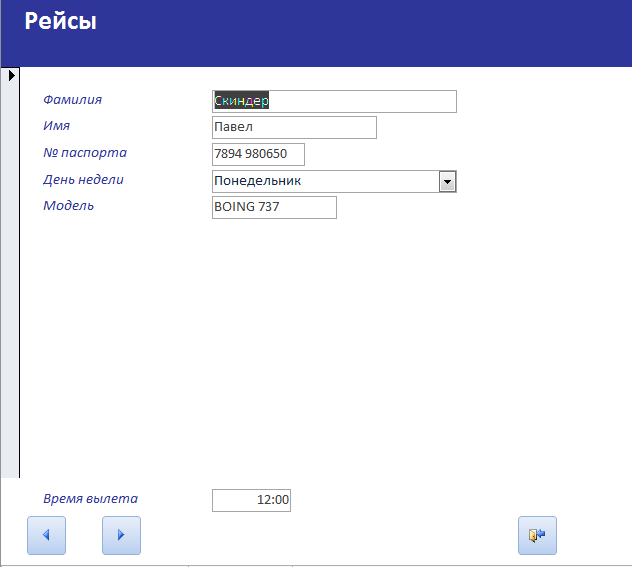 Рейсы
Фамилия Скиндер
Имя Павел
№ паспорта 7894 980650
День недели Понедельник
Модель BOING 737
Время вылета 12:00